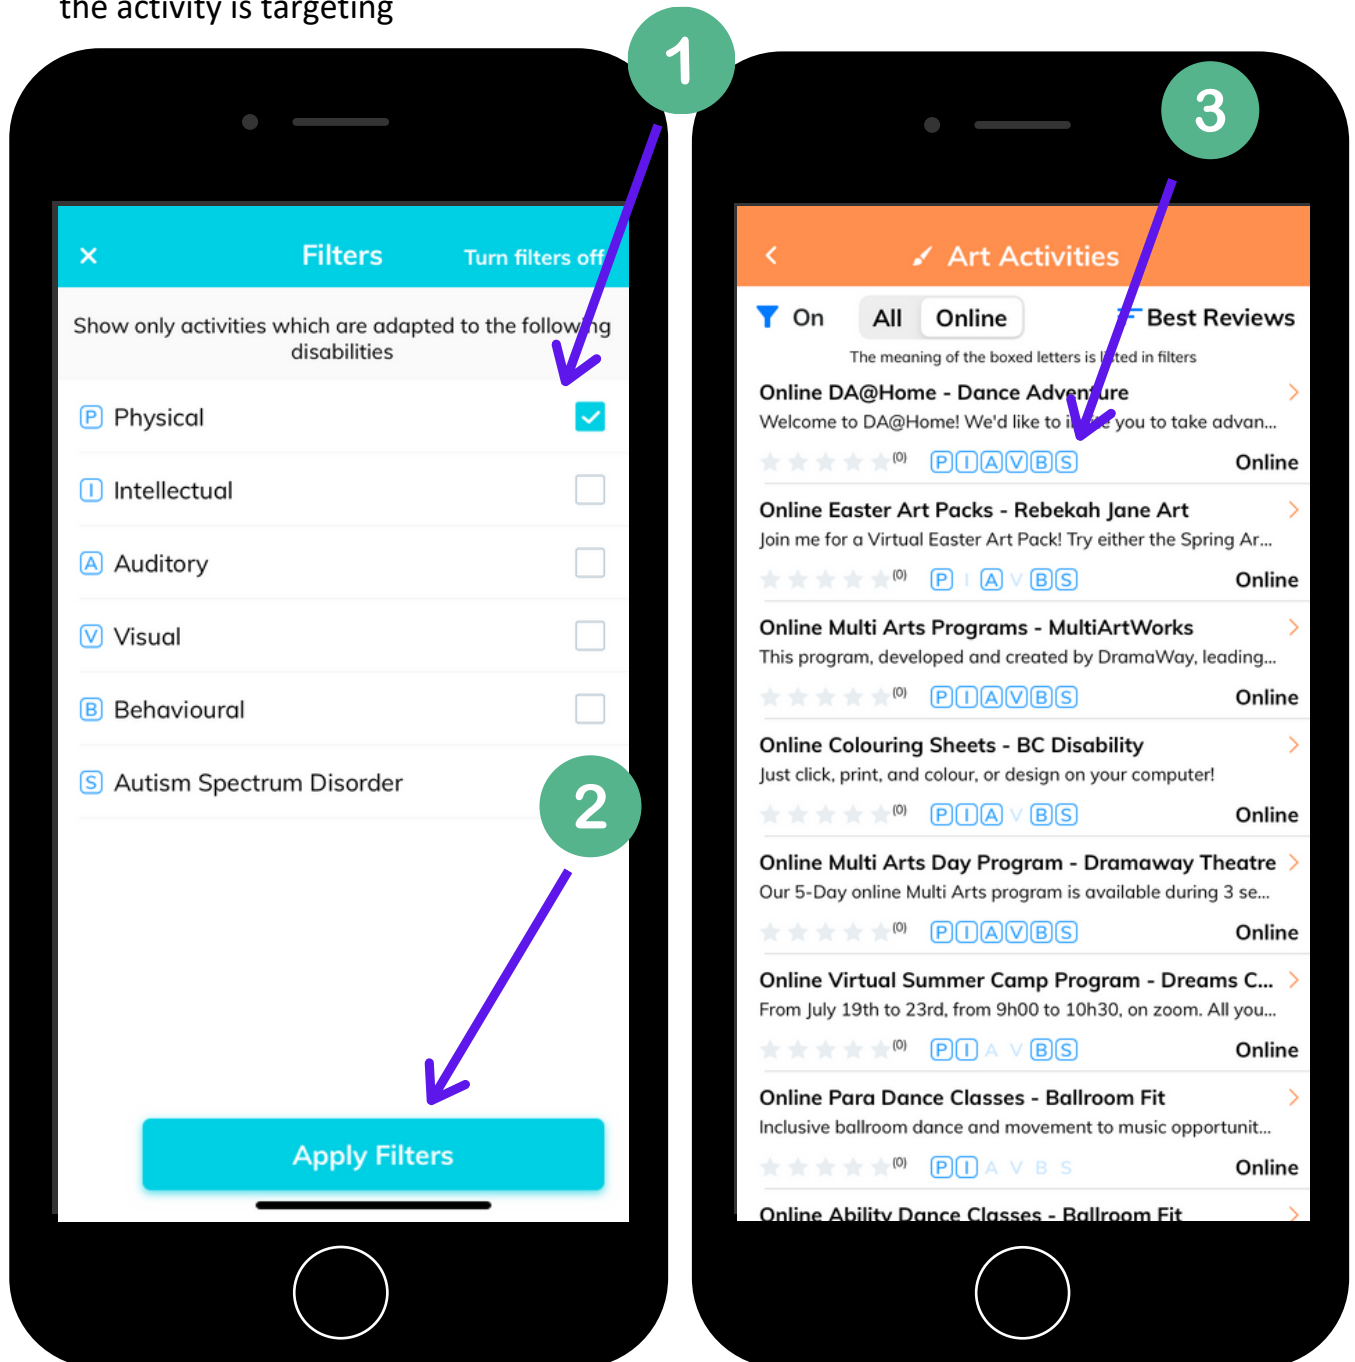 the activity is targeting
1
3
Filters
Turn filters off
Show only activities which are adapted to the following
disabilities
P Physical
I Intellectual
A Auditory
V Visual
B Behavioural
S Autism Spectrum Disorder
2
Apply Filters
Art Activities
On All Online Best Reviews
The meaning of the boxed letters is listed in filters
Online DA@Home - Dance Adventure
Welcome to DA@Home! We'd like to invite you to take advan...
(0) P I A V B S Online
Online Easter Art Packs - Rebekah Jane Art
Join me for a Virtual Easter Art Pack! Try either the Spring Ar...
(0) P I A V B S Online
Online Multi Arts Programs - MultiArtWorks
This program, developed and created by DramaWay, leading...
(0) P I A V B S Online
Online Colouring Sheets - BC Disability
Just click, print, and colour, or design on your computer!
(0) P I A V B S Online
Online Multi Arts Day Program - Dramaway Theatre
Our 5-Day online Multi Arts program is available during 3 se...
(0) P I A V B S Online
Online Virtual Summer Camp Program - Dreams C...
From July 19th to 23rd, from 9h00 to 10h30, on zoom. All you...
(0) P I A V B S Online
Online Para Dance Classes - Ballroom Fit
Inclusive ballroom dance and movement to music opportunit...
(0) P I A V B S Online
Online Ability Dance Classes - Ballroom Fit